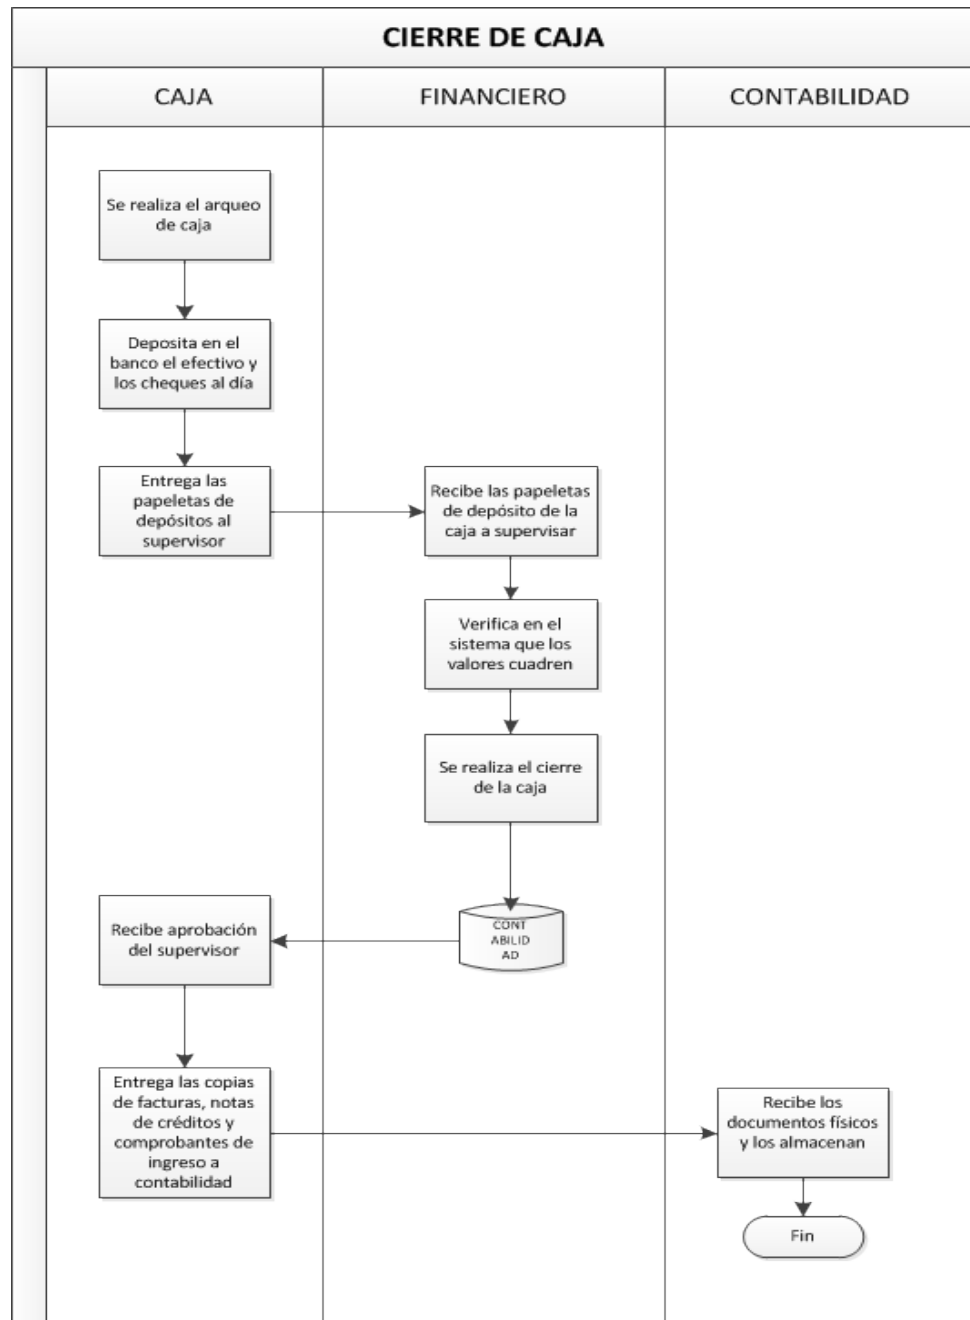 CIERRE DE CAJA
CAJA
FINANCIERO
CONTABILIDAD
Se realiza el arqueo
de caja
Deposita en el
banco el efectivo y
los cheques al día
Entrega las
papeletas de
depósitos al
supervisor
Recibe las papeletas
de depósito de la
caja a supervisar
Verifica en el
sistema que los
valores cuadren
Se realiza el cierre
de la caja
CONT
ABILID
AD
Recibe aprobación
del supervisor
Entrega las copias
de facturas, notas
de créditos y
comprobantes de
ingreso a
contabilidad
Recibe los
documentos físicos
y los almacenan
Fin